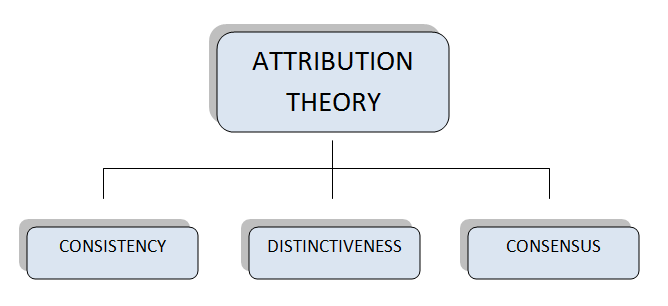 ATTRIBUTION
THEORY
CONSISTENCY
DISTINCTIVENESS
CONSENSUS